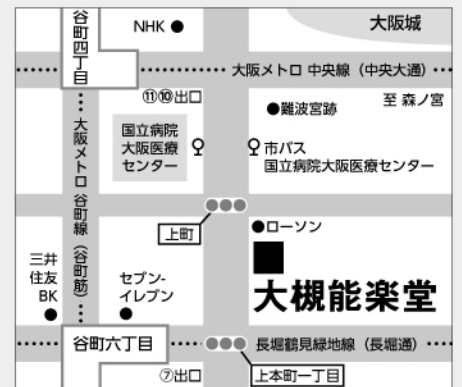 谷町四丁目
NHK ●
大阪城
大阪メトロ 中央線（中央大通）
⑪⑩出口
●難波宮跡
至 森ノ宮
国立病院
大阪医療
センター
市バス
国立病院大阪医療センター
大阪メトロ 谷町線（谷町筋）
上町
●ローソン
大槻能楽堂
三井
住友
BK
●
セブン-
イレブン
●
谷町六丁目
長堀鶴見緑地線（長堀通）
⑦出口
上本町一丁目